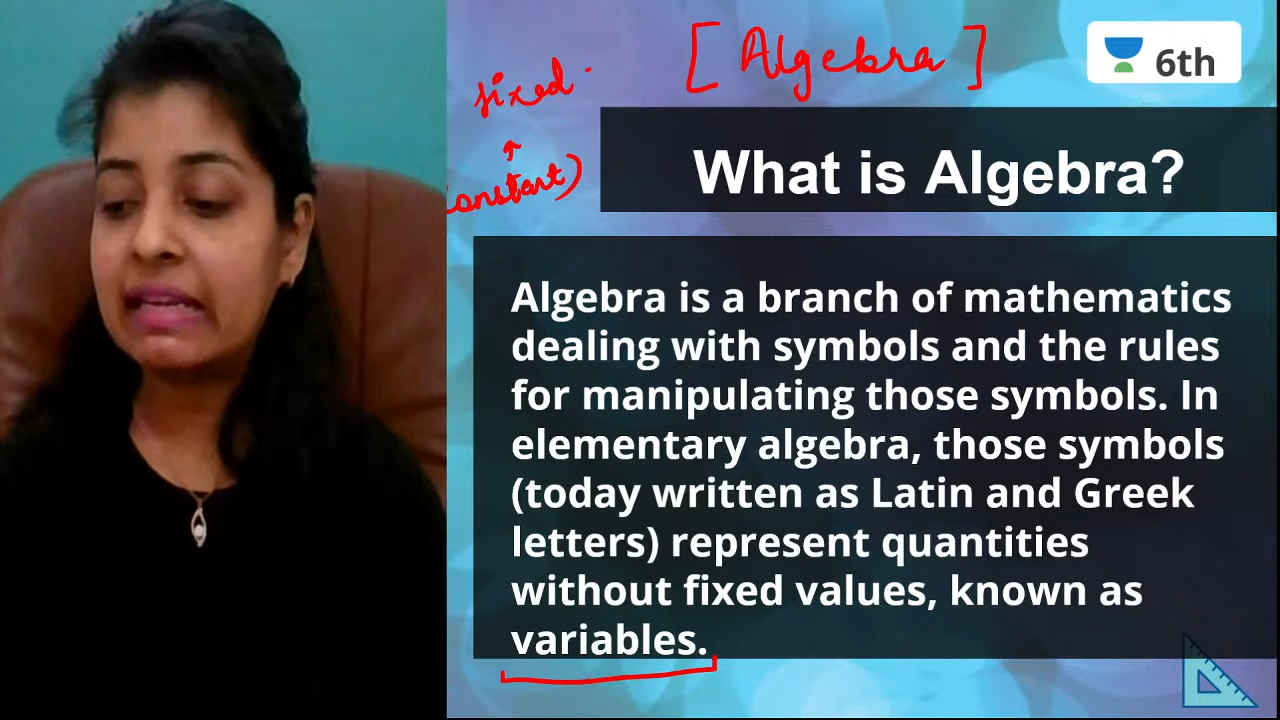 [ Algebra ]
6th
fixed
constant)
What is Algebra?
Algebra is a branch of mathematics
dealing with symbols and the rules
for manipulating those symbols. In
elementary algebra, those symbols
(today written as Latin and Greek
letters) represent quantities
without fixed values, known as
variables.